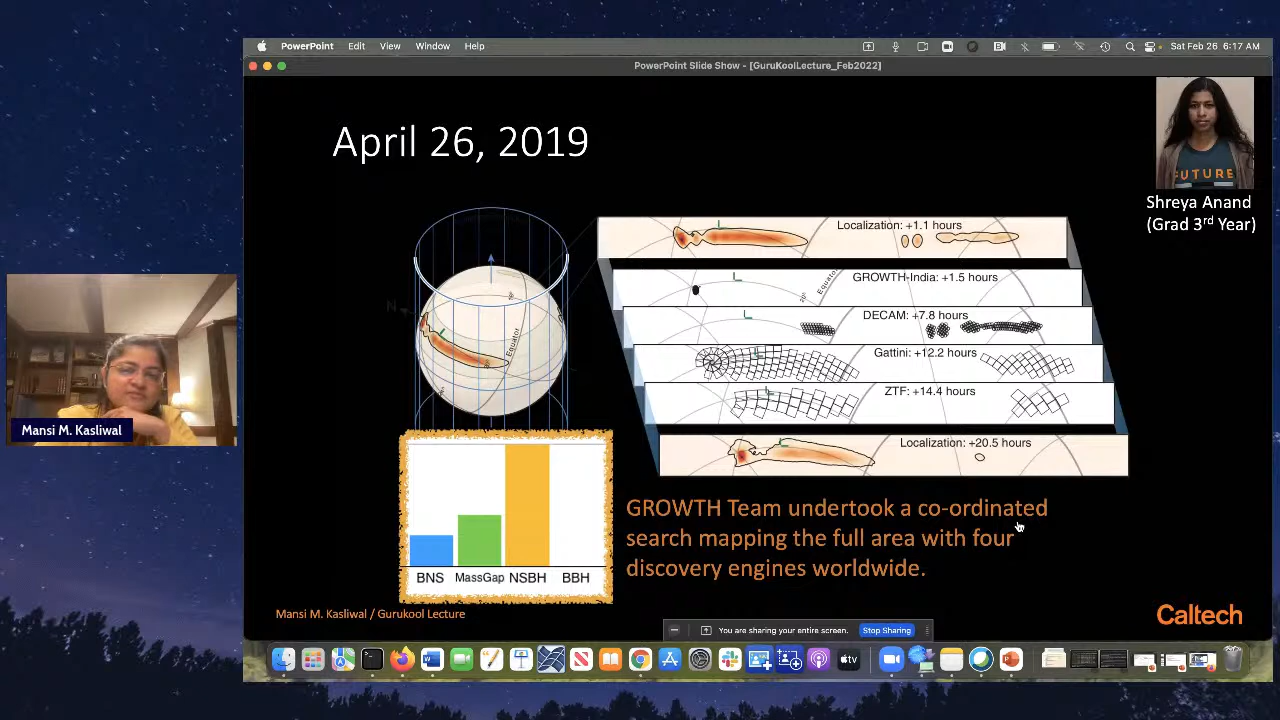 PowerPoint Edit View Window Help
Sat Feb 26 6:17 AM
PowerPoint Slide Show - [GuruKoolLecture_Feb2022]
April 26, 2019
FUTURE
Shreya Anand
(Grad 3rd Year)
Localization: +1.1 hours
GROWTH-India: +1.5 hours
Equator
DECAM: +7.8 hours
Gattini: +12.2 hours
ZTF: +14.4 hours
Localization: +20.5 hours
Equator
N
Mansi M. Kasliwal
BNS MassGap NSBH BBH
GROWTH Team undertook a co-ordinated
search mapping the full area with four
discovery engines worldwide.
Mansi M. Kasliwal / Gurukool Lecture
Caltech
You are sharing your entire screen. Stop Sharing
tv